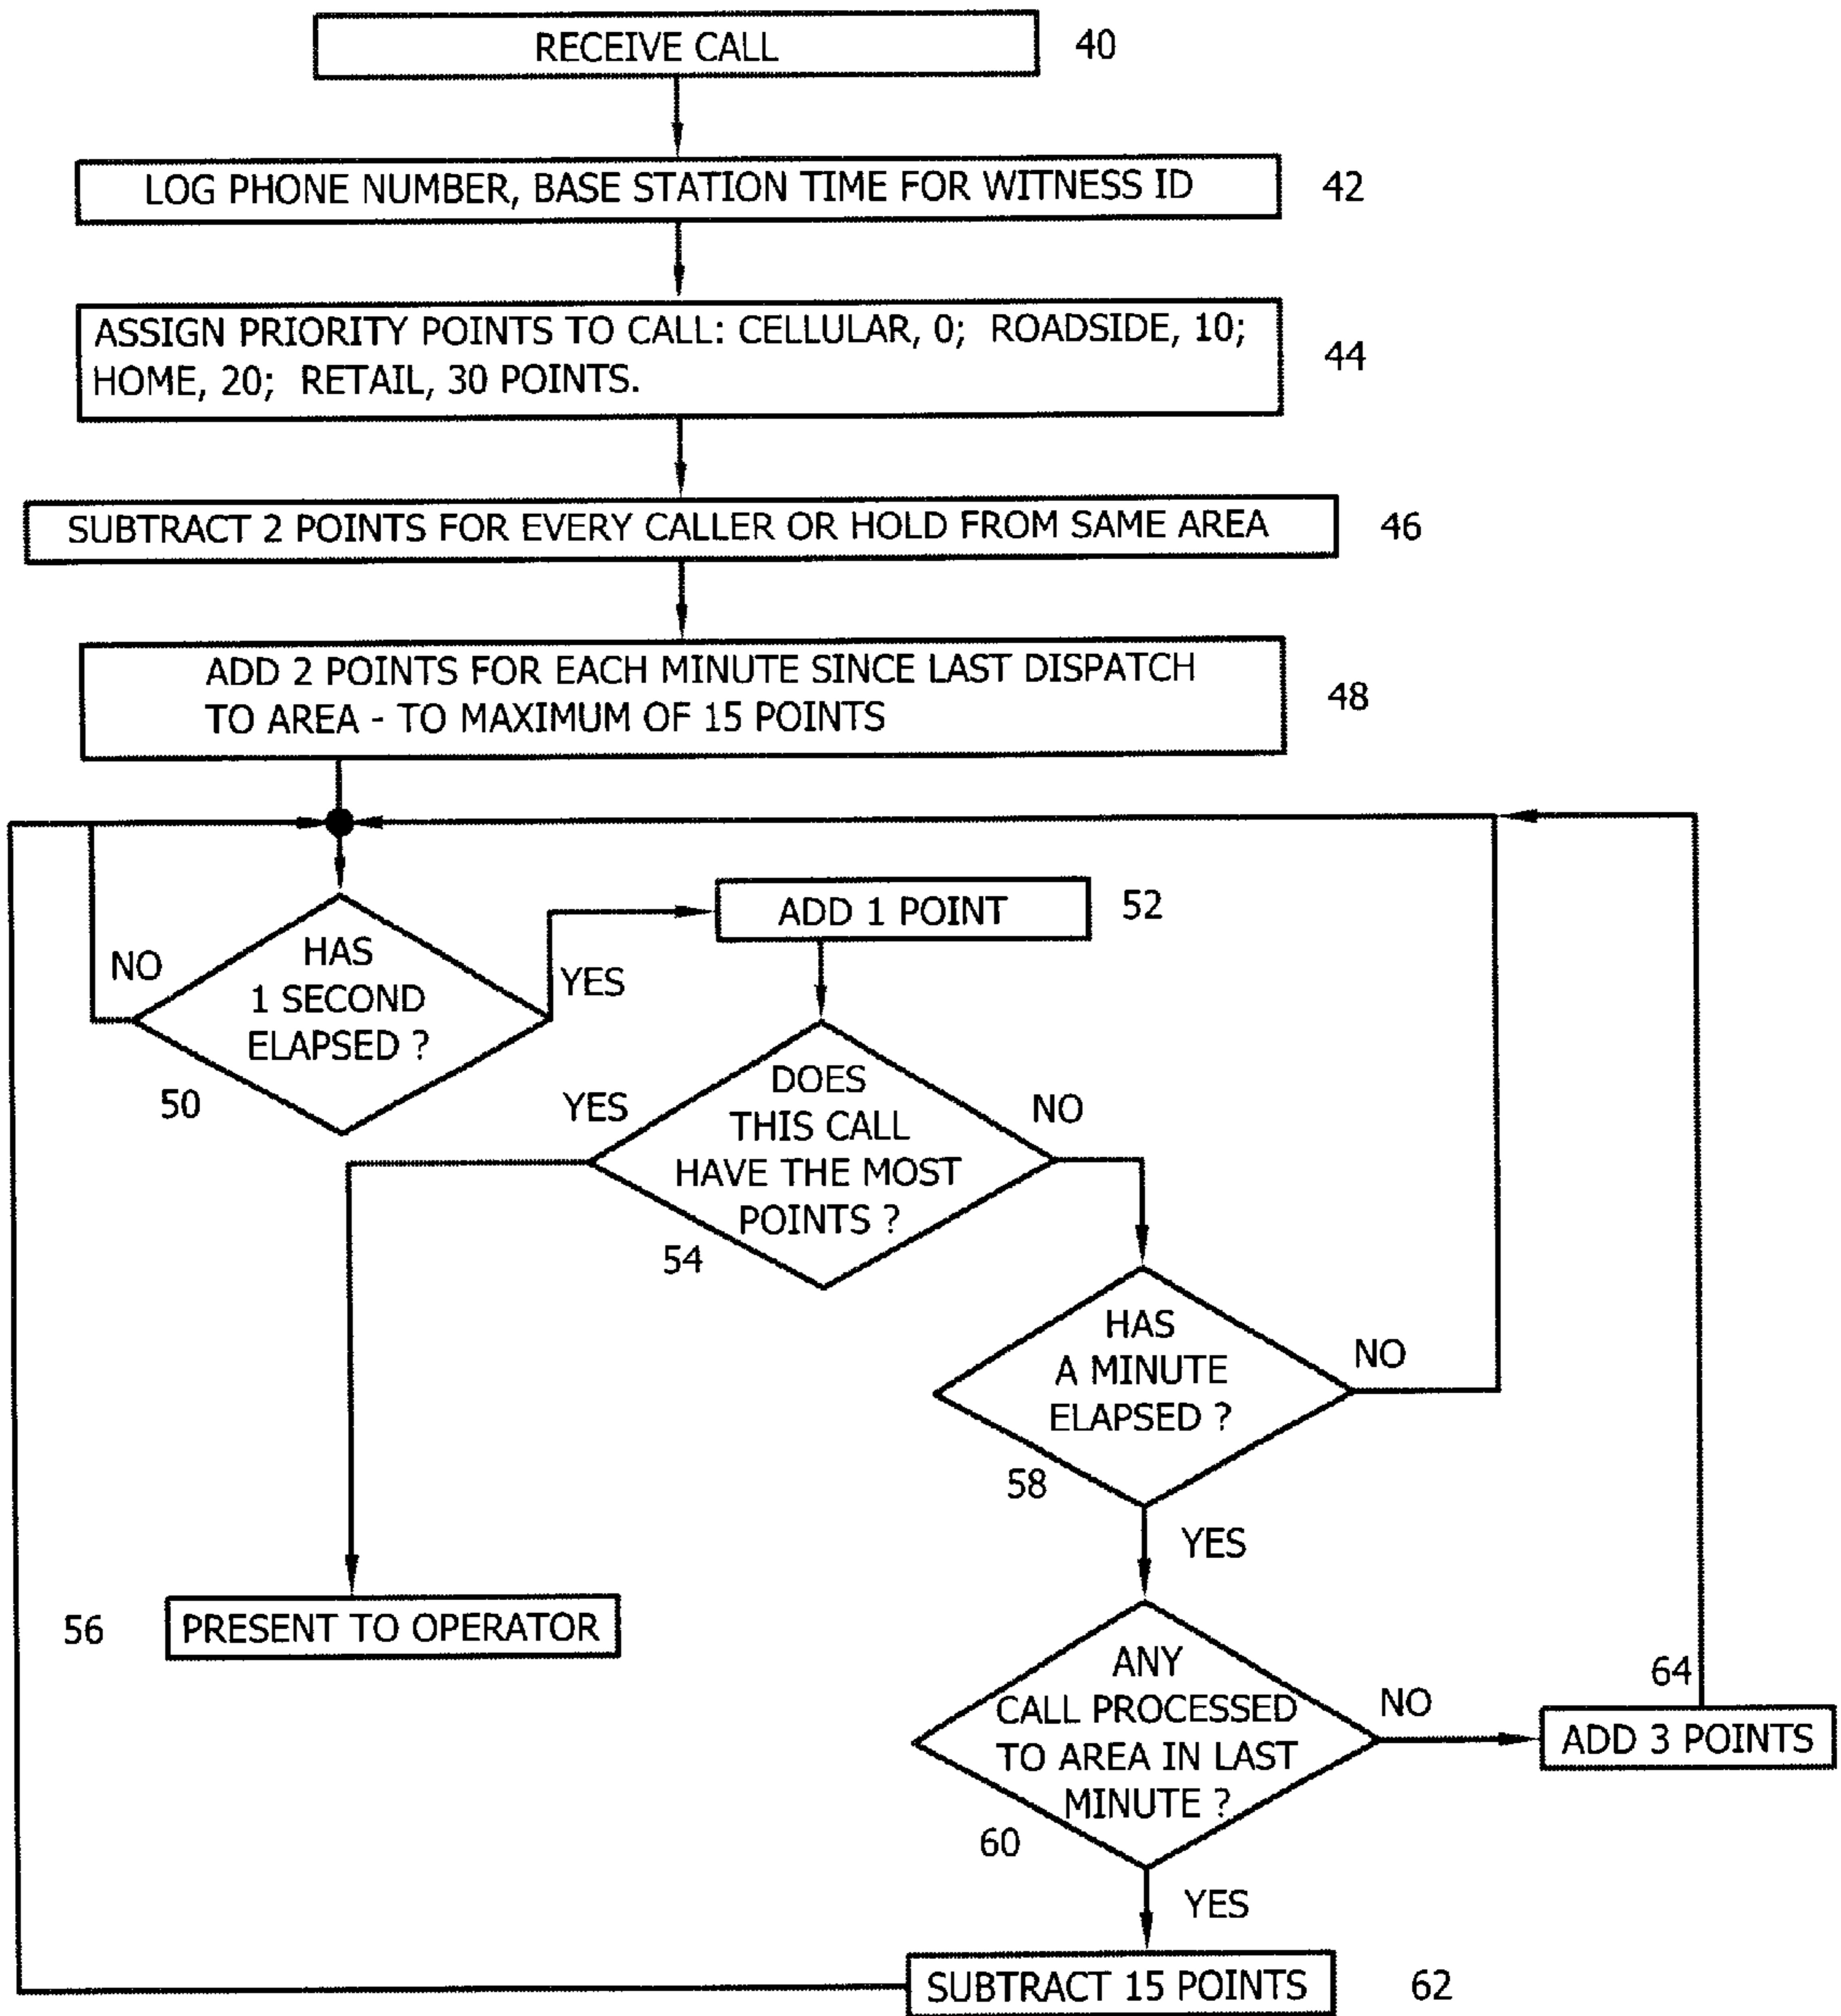 RECEIVE CALL
40
LOG PHONE NUMBER, BASE STATION TIME FOR WITNESS ID
42
ASSIGN PRIORITY POINTS TO CALL: CELLULAR, 0; ROADSIDE, 10;
HOME, 20; RETAIL, 30 POINTS.
44
SUBTRACT 2 POINTS FOR EVERY CALLER OR HOLD FROM SAME AREA
46
ADD 2 POINTS FOR EACH MINUTE SINCE LAST DISPATCH
TO AREA - TO MAXIMUM OF 15 POINTS
48
HAS
1 SECOND
ELAPSED ?
NO
YES
50
ADD 1 POINT
52
DOES
THIS CALL
HAVE THE MOST
POINTS ?
YES
NO
54
HAS
A MINUTE
ELAPSED ?
NO
58
YES
56
PRESENT TO OPERATOR
ANY
CALL PROCESSED
TO AREA IN LAST
MINUTE ?
NO
60
YES
64
ADD 3 POINTS
SUBTRACT 15 POINTS
62